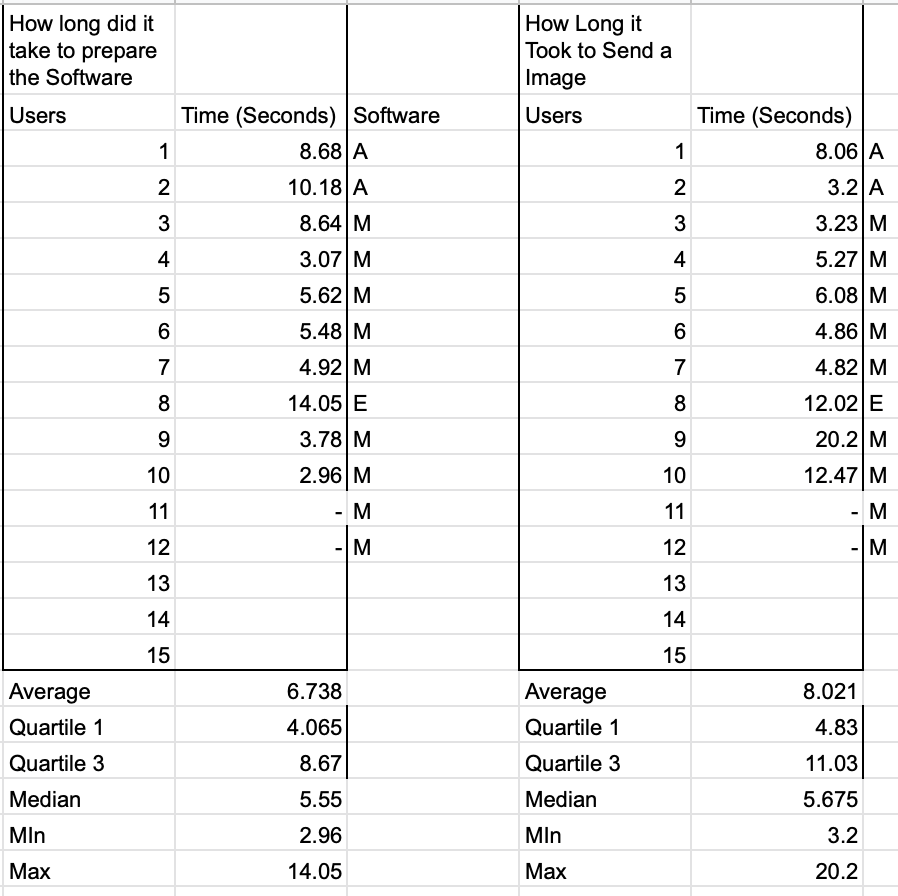 How long did it How Long it
take to prepare Took to Send a
the Software Image
Users Time (Seconds) Software Users Time (Seconds)
1 8.68 A 1 8.06 A
2 10.18 A 2 3.2 A
3 8.64 M 3 3.23 M
4 3.07 M 4 5.27 M
5 5.62 M 5 6.08 M
6 5.48 M 6 4.86 M
7 4.92 M 7 4.82 M
8 14.05 E 8 12.02 E
9 3.78 M 9 20.2 M
10 2.96 M 10 12.47 M
11 - M 11 - M
12 - M 12 - M
13 13
14 14
15 15
Average 6.738 Average 8.021
Quartile 1 4.065 Quartile 1 4.83
Quartile 3 8.67 Quartile 3 11.03
Median 5.55 Median 5.675
MIn 2.96 MIn 3.2
Max 14.05 Max 20.2